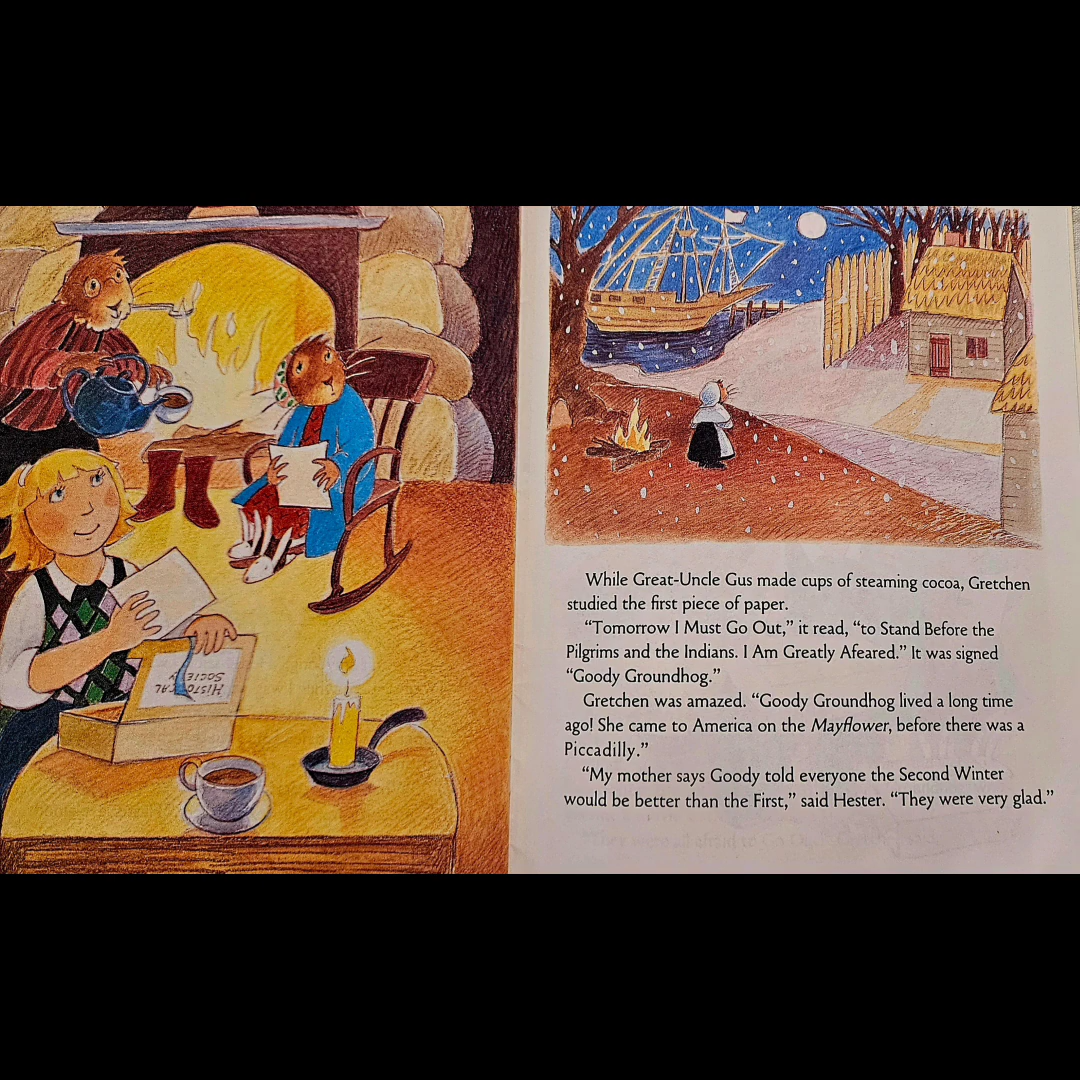 HISTORICAL
SOCIETY
While Great-Uncle Gus made cups of steaming cocoa, Gretchen
studied the first piece of paper.
“Tomorrow I Must Go Out,” it read, “to Stand Before the
Pilgrims and the Indians. I Am Greatly Afeared.” It was signed
“Goody Groundhog.”
Gretchen was amazed. “Goody Groundhog lived a long time
ago! She came to America on the Mayflower, before there was a
Piccadilly.”
“My mother says Goody told everyone the Second Winter
would be better than the First,” said Hester. “They were very glad.”